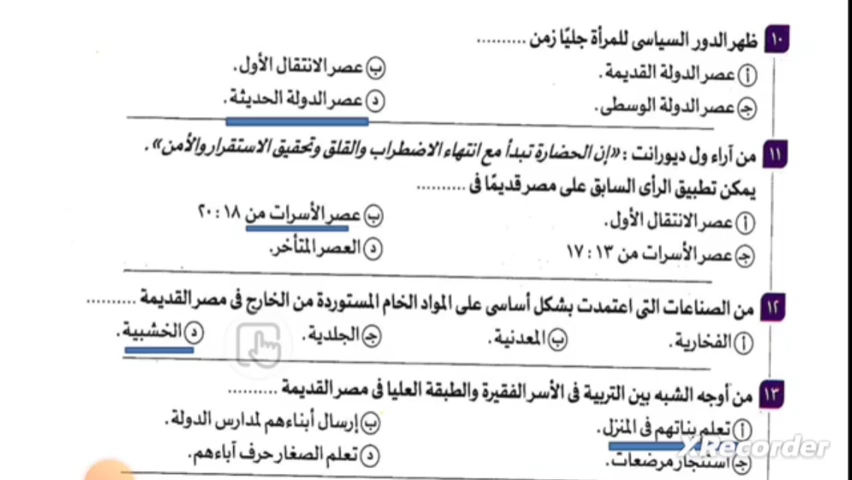 ١٠ ظهر الدور السياسى للمرأة جليًا زمن ..........
أ عصر الدولة القديمة.
ب عصر الانتقال الأول.
ج عصر الدولة الوسطى.
د عصر الدولة الحديثة.
١١ من آراء ول ديورانت : «إن الحضارة تبدأ مع انتهاء الاضطراب والقلق وتحقيق الاستقرار والأمن».
يمكن تطبيق الرأى السابق على مصر قديمًا فى ..........
أ عصر الانتقال الأول.
ب عصر الأسرات من ١٨ : ٢٠
ج عصر الأسرات من ١٣ : ١٧
د العصر المتأخر.
١٢ من الصناعات التى اعتمدت بشكل أساسى على المواد الخام المستوردة من الخارج فى مصر القديمة ..........
أ الفخارية.
ب المعدنية.
ج الجلدية.
د الخشبية.
١٣ من أوجه الشبه بين التربية فى الأسر الفقيرة والطبقة العليا فى مصر القديمة ..........
أ تعلم بناتهم فى المنزل.
ب إرسال أبناءهم لمدارس الدولة.
ج استئجار مرضعات.
د تعلم الصغار حرف آباءهم.
XRecorder